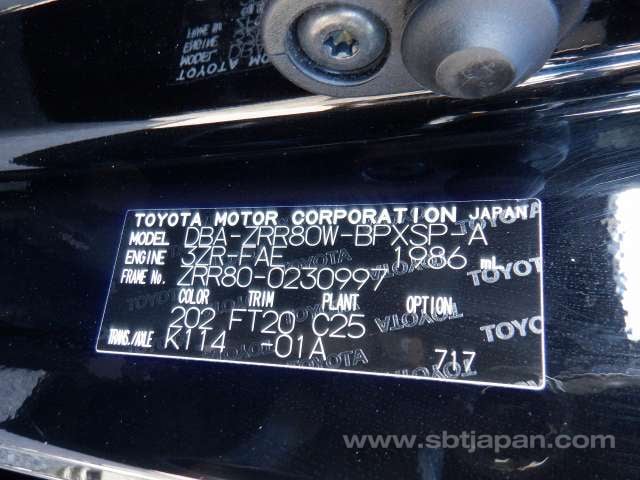 TOYOTA MOTOR CORPORATION JAPAN
MODEL DBA-ZRR80W-BPXSP-A
ENGINE 3ZR-FAE 1986 ml
FRAME No. ZRR80-0230997
COLOR TRIM PLANT OPTION
202 FT20 C25
TRANS./AXLE K114 -01A
717
www.sbtjapan.com